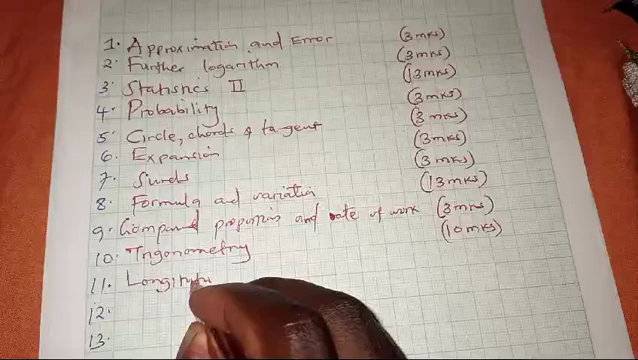 1. Approximation and Error (3mks)
2. Further logarithm (3mks)
3. Statistics II (13mks)
4. Probability (3mks)
5. Circle, chords & tangent (3mks)
6. Expansion (3mks)
7. Surds (3mks)
8. Formula and variation (13mks)
9. Compound proportion and rate of work (3mks)
10. Trigonometry (10mks)
11.
12.
13.